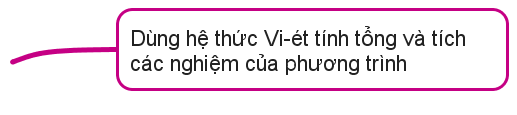 Dùng hệ thức Vi-ét tính tổng và tích
các nghiệm của phương trình